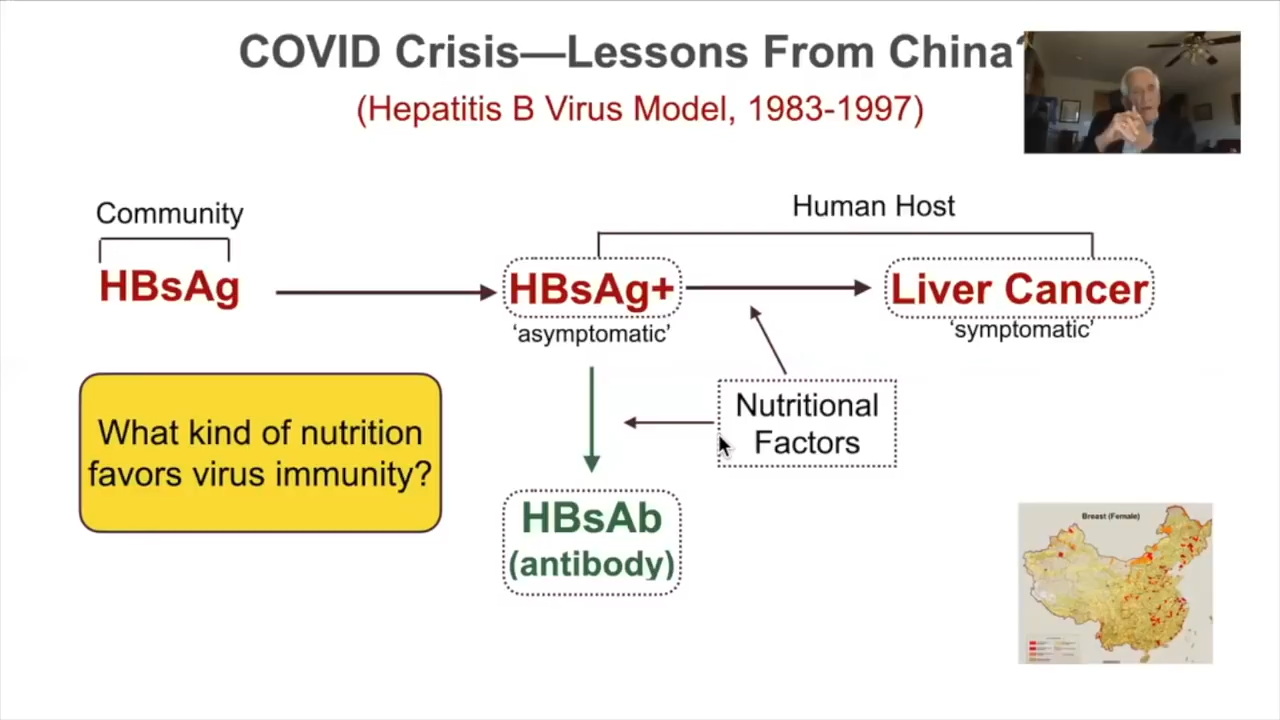 COVID Crisis—Lessons From China?
(Hepatitis B Virus Model, 1983-1997)
Community
Human Host
HBsAg
HBsAg+
Liver Cancer
‘asymptomatic’
‘symptomatic’
What kind of nutrition
favors virus immunity?
Nutritional
Factors
HBsAb
(antibody)
Breast (Female)